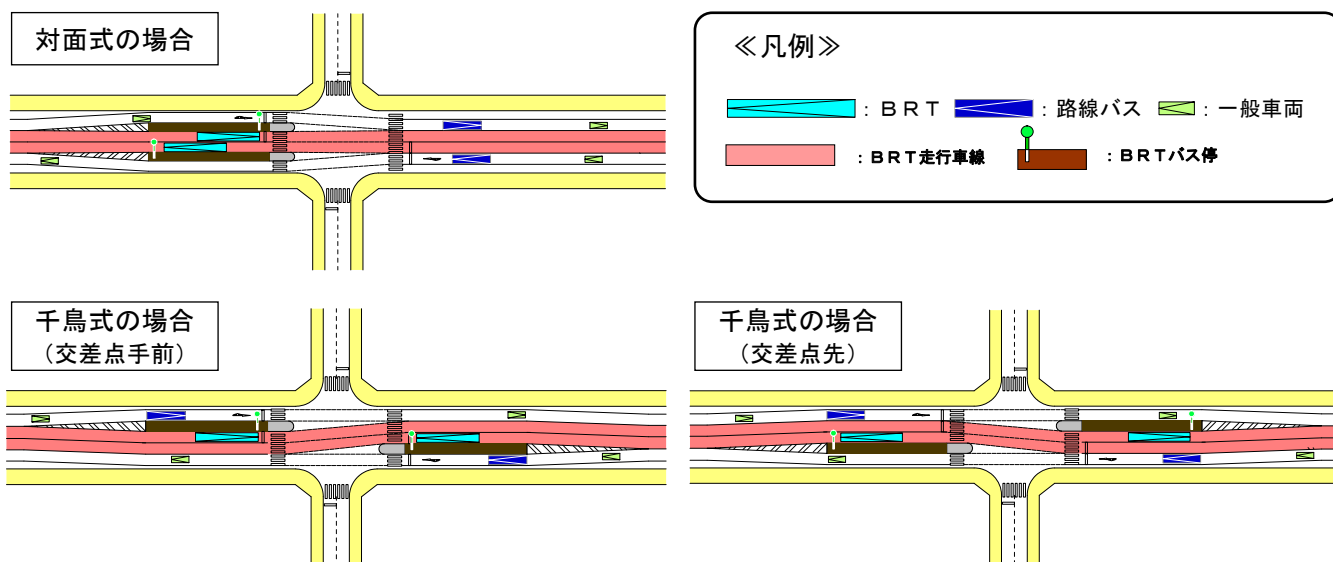 対面式の場合
≪凡例≫
：ＢＲＴ
：路線バス
：一般車両
：ＢＲＴ走行車線
：ＢＲＴバス停
千鳥式の場合
（交差点手前）
千鳥式の場合
（交差点先）